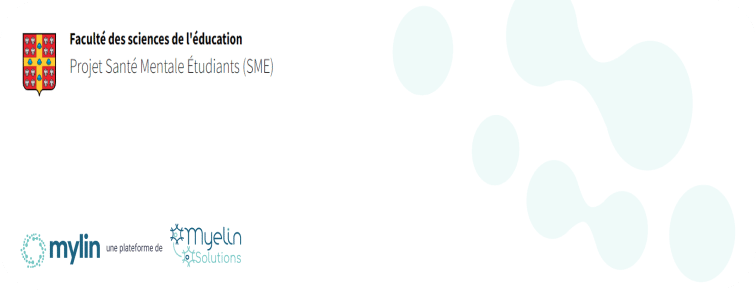 Faculté des sciences de l'éducation
Projet Santé Mentale Étudiants (SME)
mylin une plateforme de Myelin
Solutions